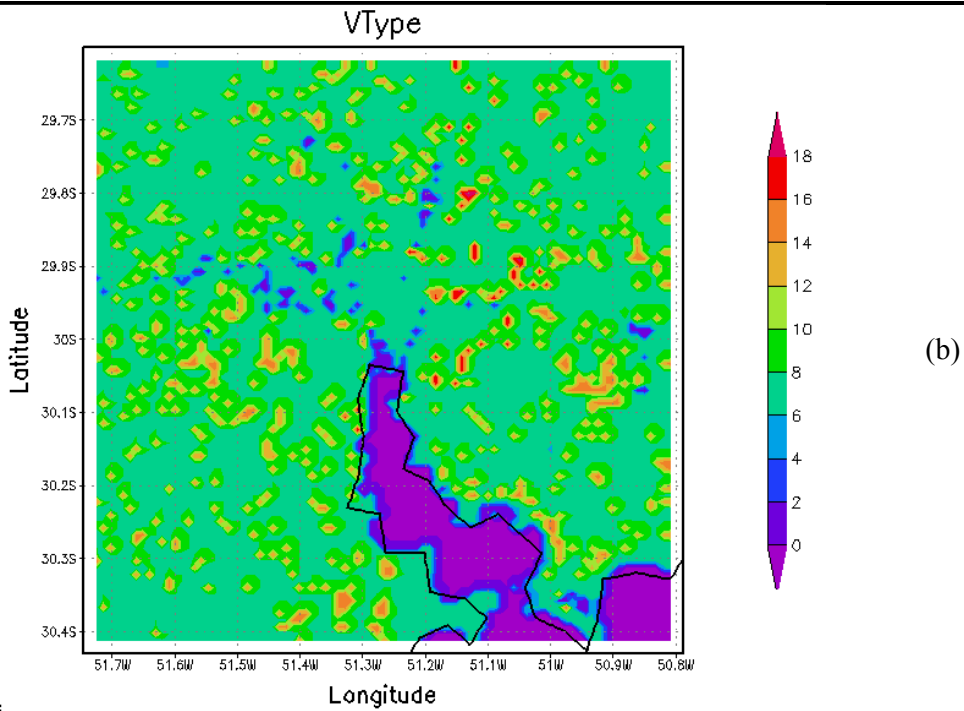 VType
29.7S
29.8S
29.9S
30S
30.1S
30.2S
30.3S
30.4S
Latitude
51.7W 51.6W 51.5W 51.4W 51.3W 51.2W 51.1W 51W 50.9W 50.8W
Longitude
18
16
14
12
10
8
6
4
2
0
(b)